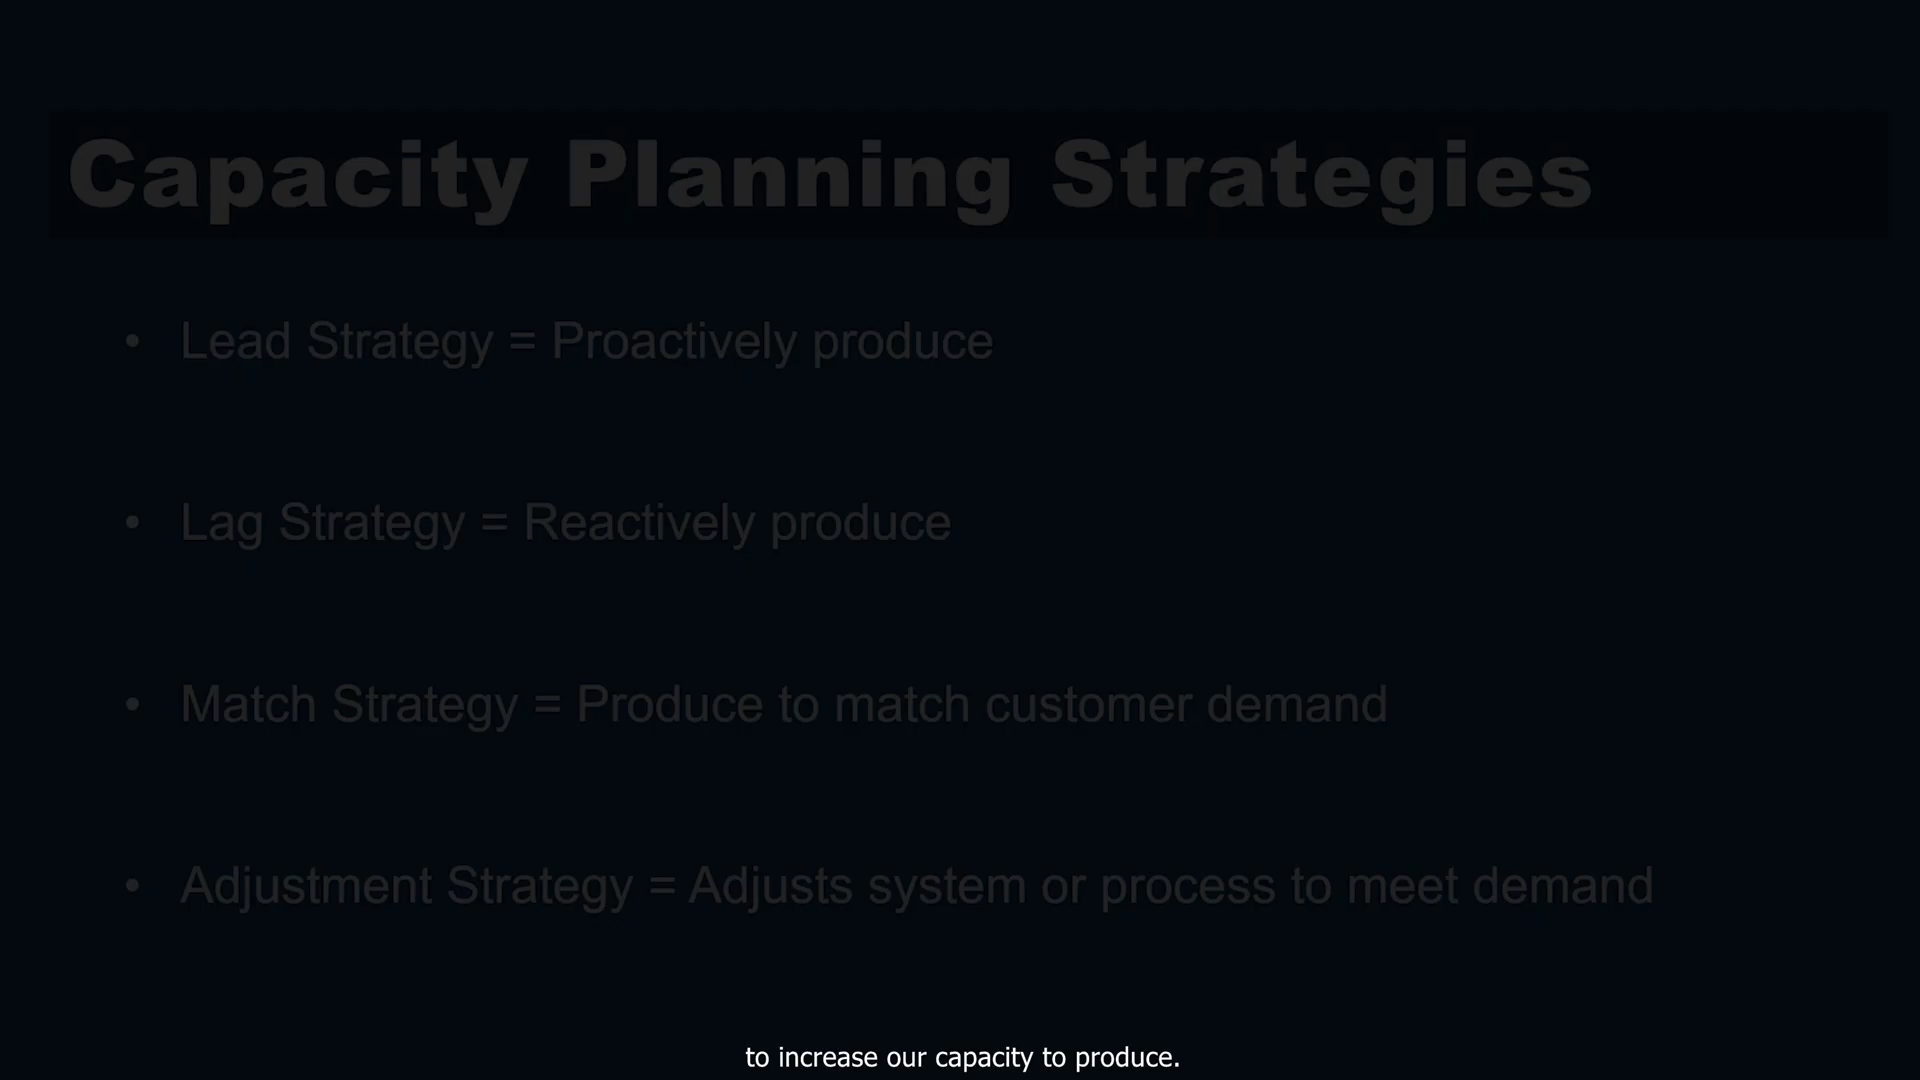 Capacity Planning Strategies
• Lead Strategy = Proactively produce
• Lag Strategy = Reactively produce
• Match Strategy = Produce to match customer demand
• Adjustment Strategy = Adjusts system or process to meet demand
to increase our capacity to produce.